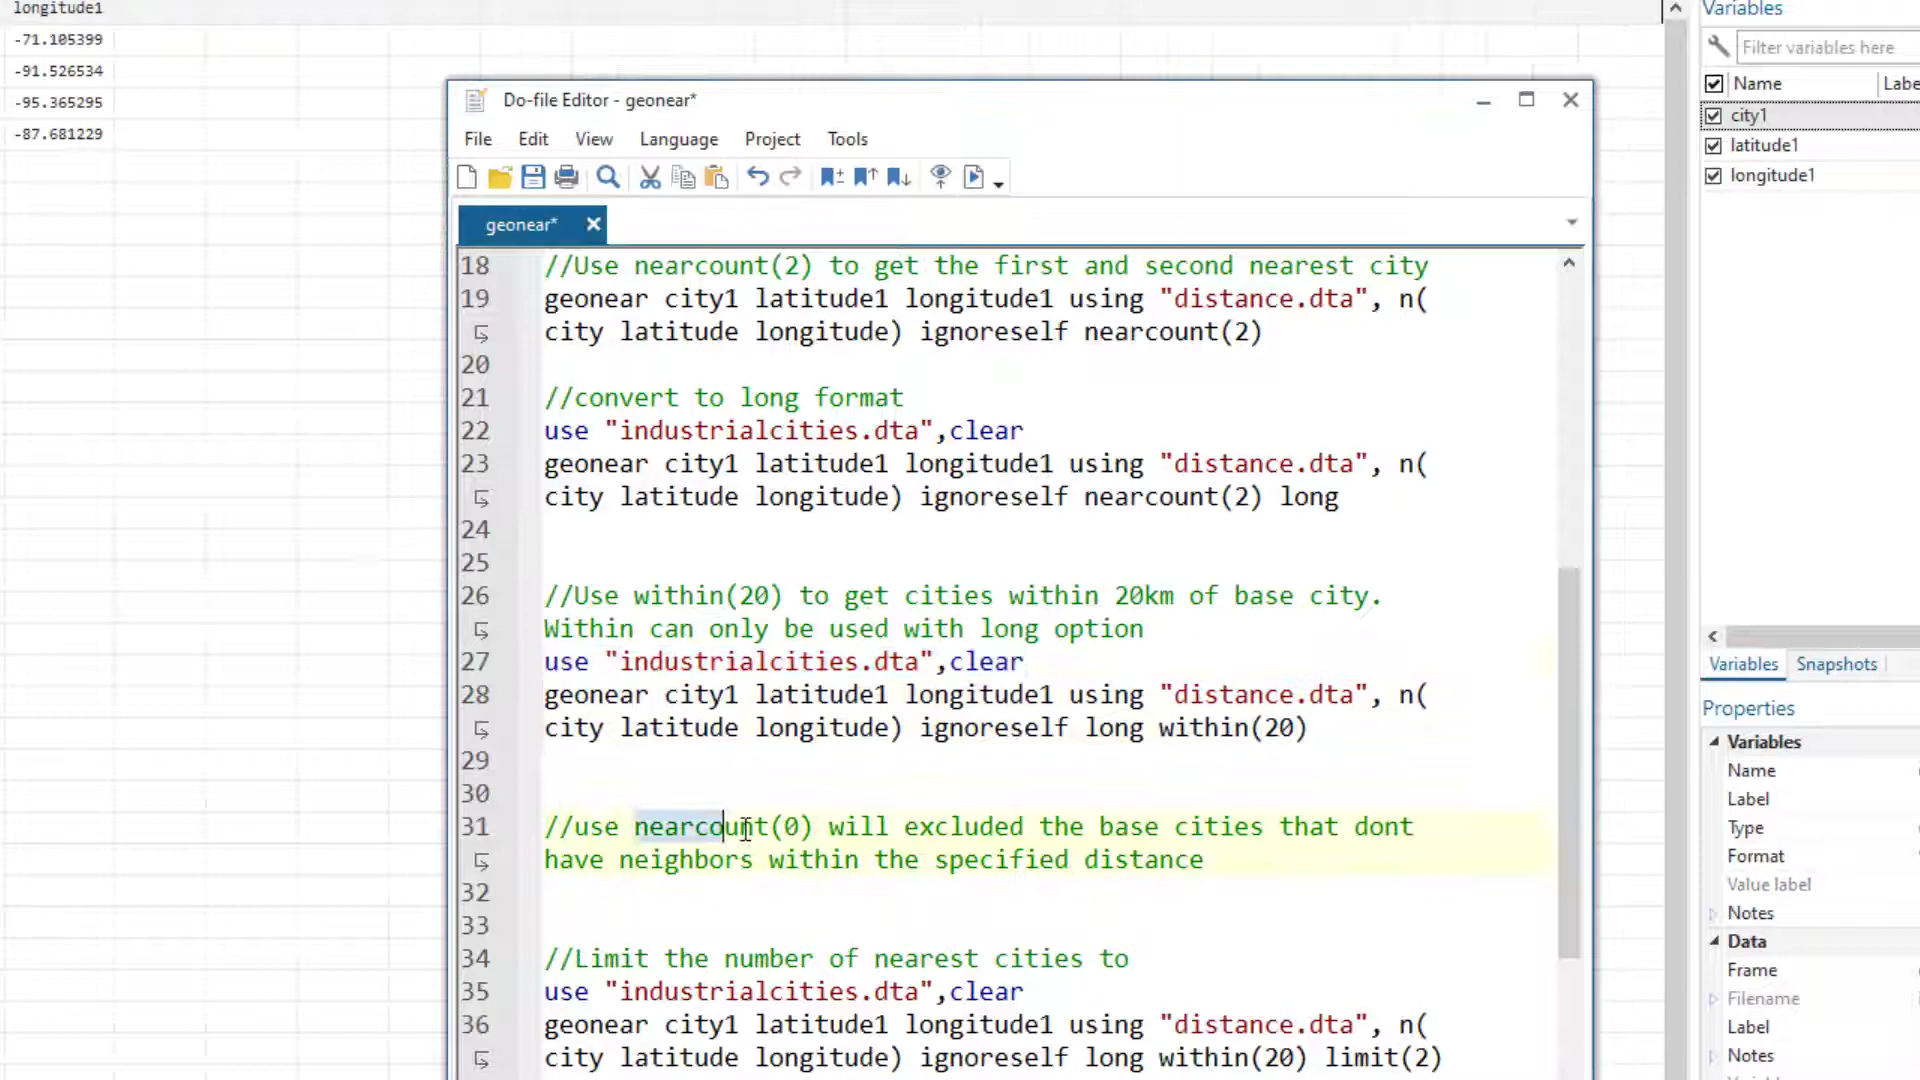 longitude1
-71.105399
-91.526534
-95.365295
-87.681229
Do-file Editor - geonear*
File Edit View Language Project Tools
geonear*
18 //Use nearcount(2) to get the first and second nearest city
19 geonear city1 latitude1 longitude1 using "distance.dta", n(
city latitude longitude) ignoreself nearcount(2)
20
21 //convert to long format
22 use "industrialcities.dta",clear
23 geonear city1 latitude1 longitude1 using "distance.dta", n(
city latitude longitude) ignoreself nearcount(2) long
24
25
26 //Use within(20) to get cities within 20km of base city.
Within can only be used with long option
27 use "industrialcities.dta",clear
28 geonear city1 latitude1 longitude1 using "distance.dta", n(
city latitude longitude) ignoreself long within(20)
29
30
31 //use nearcount(0) will excluded the base cities that dont
have neighbors within the specified distance
32
33
34 //Limit the number of nearest cities to
35 use "industrialcities.dta",clear
36 geonear city1 latitude1 longitude1 using "distance.dta", n(
city latitude longitude) ignoreself long within(20) limit(2)
Variables
Filter variables here
Name Labe
city1
latitude1
longitude1
Variables Snapshots
Properties
Variables
Name
Label
Type
Format
Value label
Notes
Data
Frame
Filename
Label
Notes